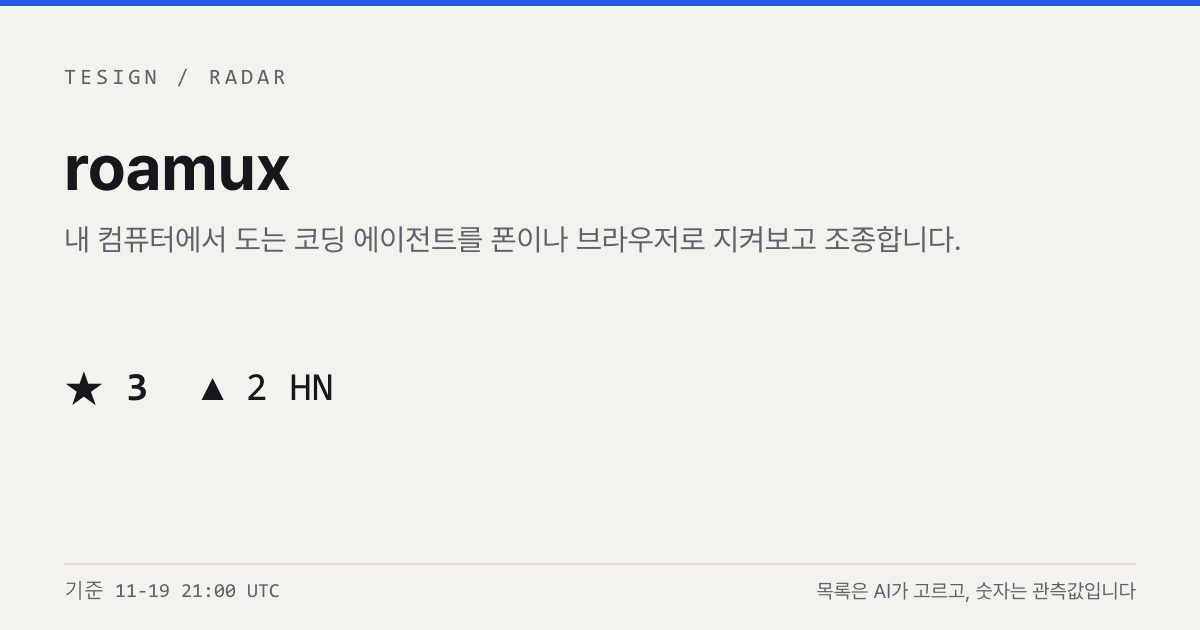 TESIGN / RADAR
roamux
내 컴퓨터에서 도는 코딩 에이전트를 폰이나 브라우저로 지켜보고 조종합니다.
★ 3 ▲ 2 HN
기준 11-19 21:00 UTC
목록은 AI가 고르고, 숫자는 관측값입니다